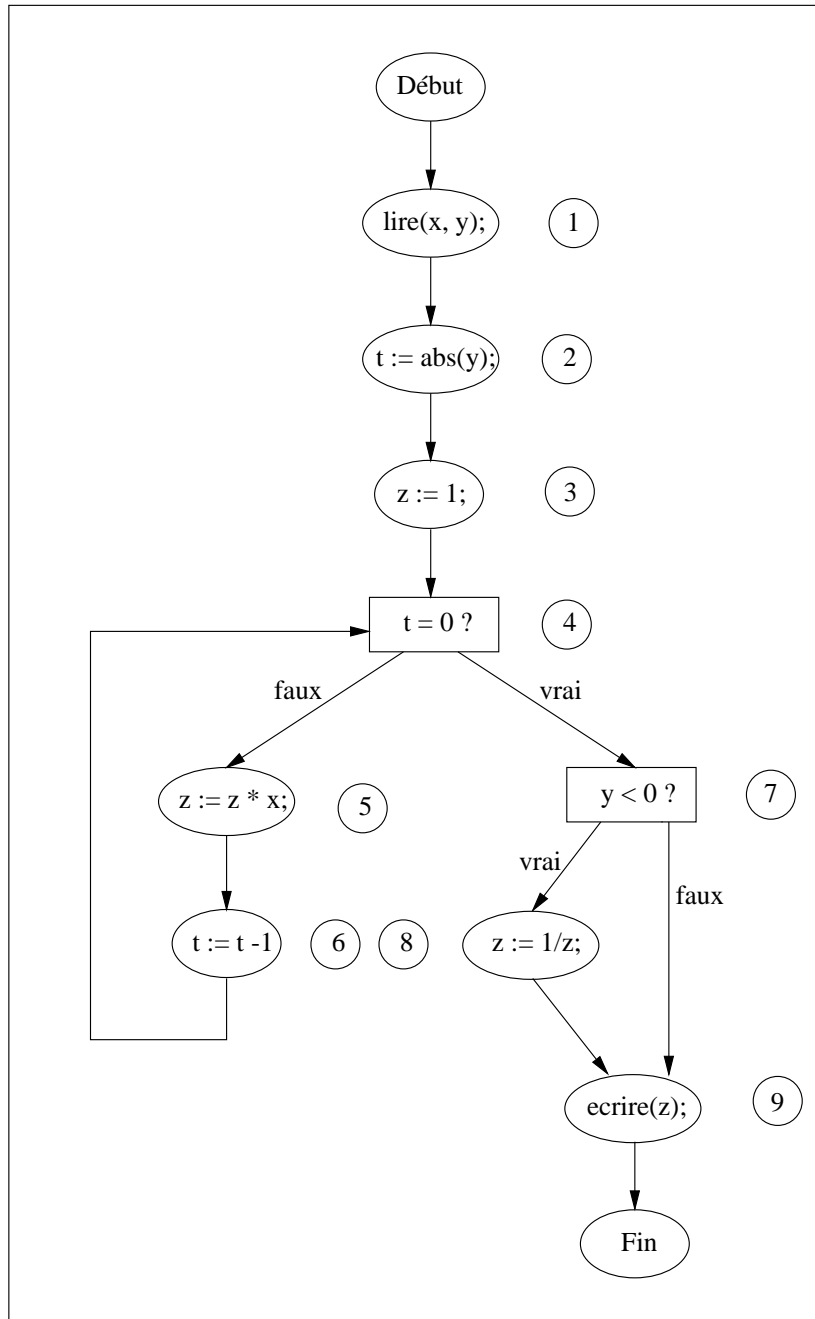 Début
lire(x, y);
1
t := abs(y);
2
z := 1;
3
t = 0 ?
4
faux
vrai
z := z * x;
5
y < 0 ?
7
vrai
faux
t := t -1
6
8
z := 1/z;
ecrire(z);
9
Fin